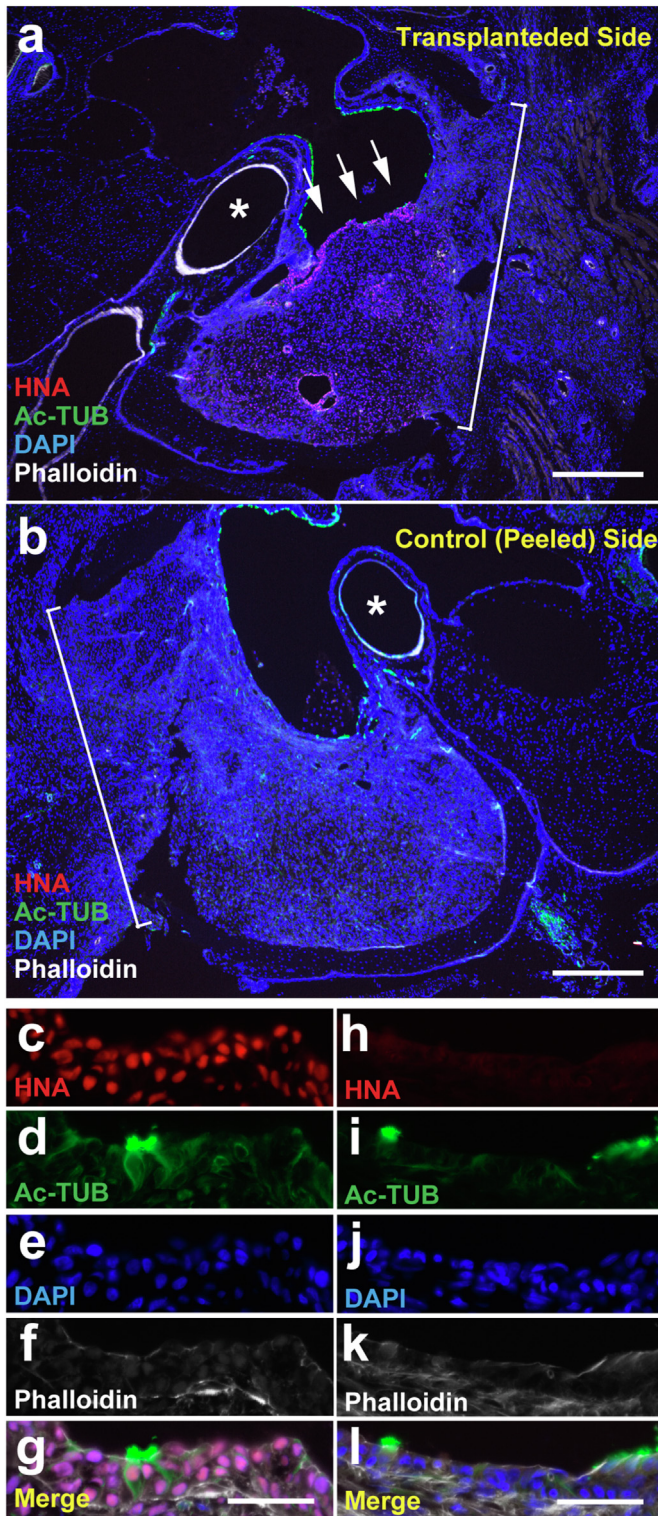 a
Transplanteded Side
*
HNA
Ac-TUB
DAPI
Phalloidin
b
Control (Peeled) Side
*
HNA
Ac-TUB
DAPI
Phalloidin
c
HNA
d
Ac-TUB
e
DAPI
f
Phalloidin
g
Merge
h
HNA
i
Ac-TUB
j
DAPI
k
Phalloidin
l
Merge